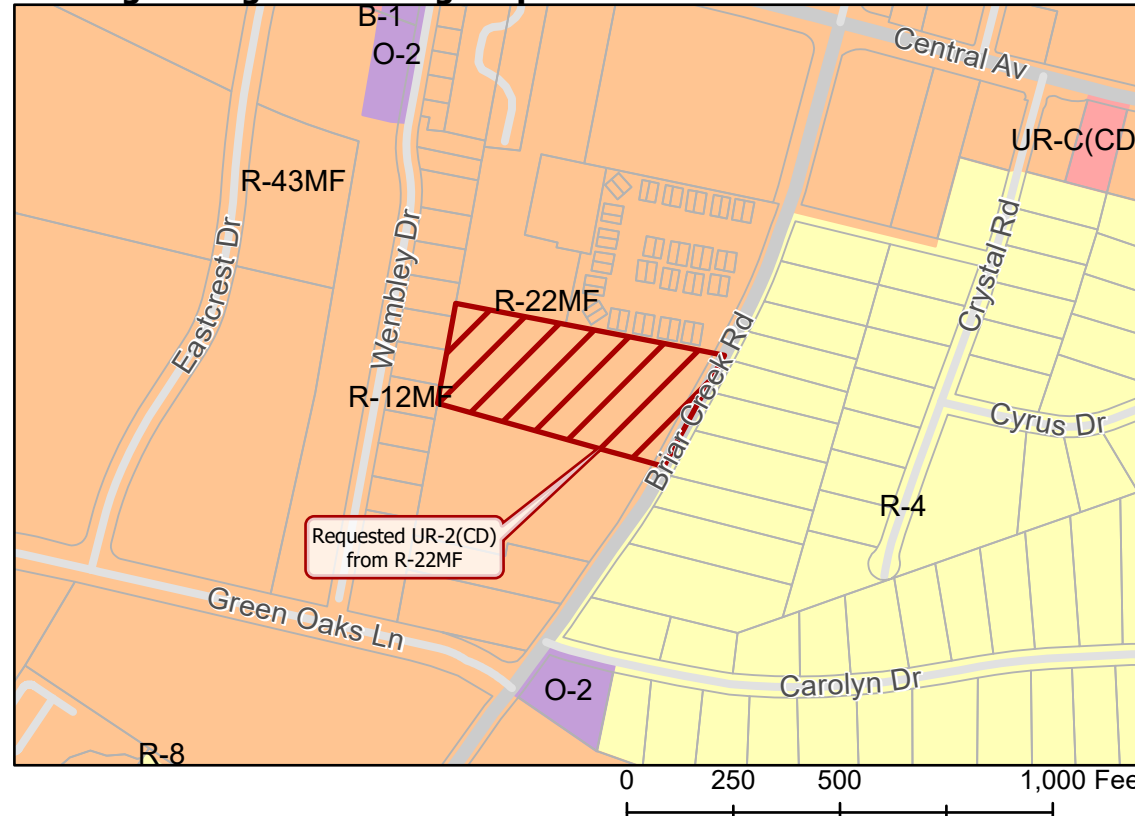 B-1
O-2
Central Av
UR-C(CD
R-43MF
Eastcrest Dr
Wembley Dr
Crystal Rd
R-22MF
Briar Creek Rd
R-12MF
Cyrus Dr
R-4
Requested UR-2(CD)
from R-22MF
Green Oaks Ln
Carolyn Dr
O-2
R-8
0 250 500 1,000 Fee